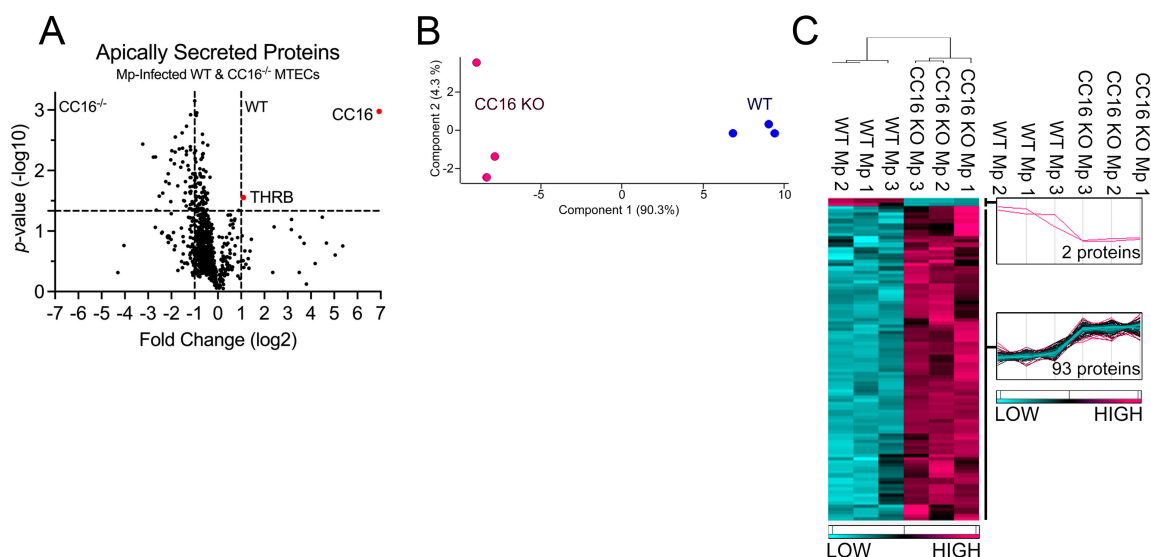 A
Apically Secreted Proteins
Mp-Infected WT & CC16-/- MTECs
CC16-/-
WT
CC16
THRB
p-value (-log10)
3
2
1
0
-7 -6 -5 -4 -3 -2 -1 0 1 2 3 4 5 6 7
Fold Change (log2)
B
Component 2 (4.3 %)
2
0
-2
CC16 KO
WT
-5 0 5 10
Component 1 (90.3%)
C
WT Mp 2
WT Mp 1
WT Mp 3
CC16 KO Mp 3
CC16 KO Mp 2
CC16 KO Mp 1
LOW HIGH
WT Mp 2
WT Mp 1
WT Mp 3
CC16 KO Mp 3
CC16 KO Mp 2
CC16 KO Mp 1
2 proteins
93 proteins
LOW HIGH